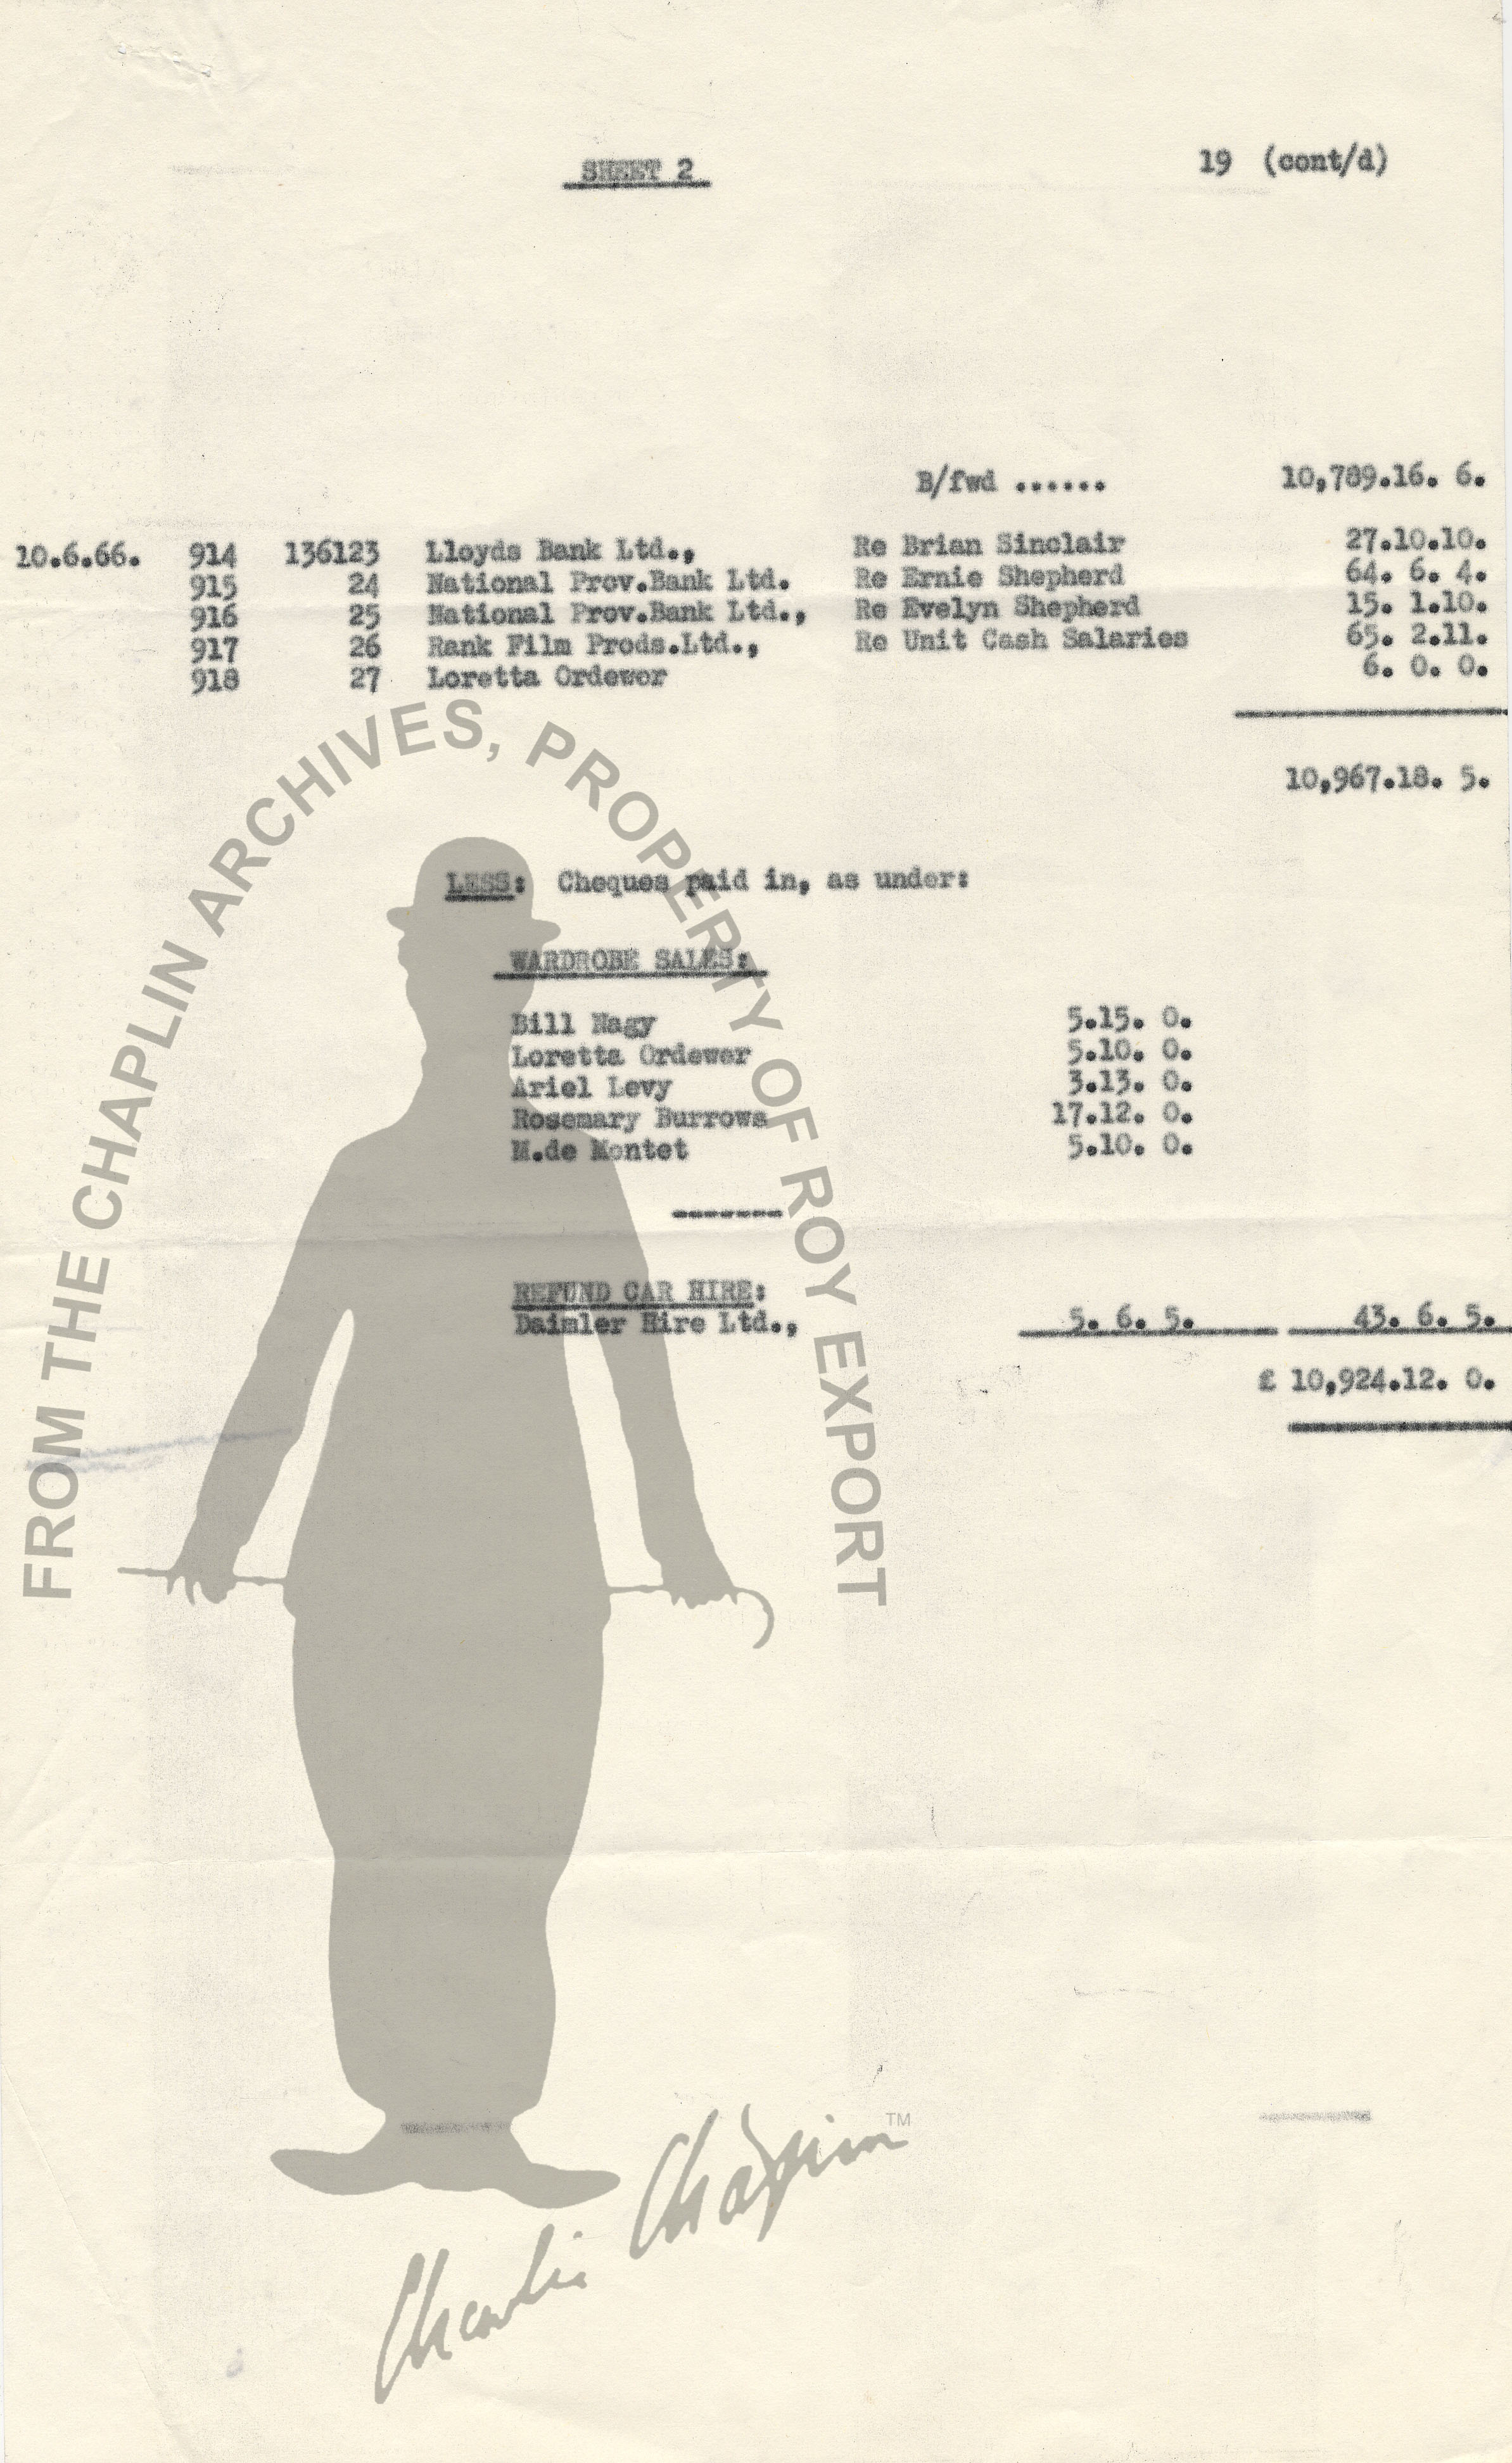 SHEET 2 19 (cont/d)
B/fwd ...... 10,789.16. 6.
10.6.66. 914 136123 Lloyds Bank Ltd., Re Brian Sinclair 27.10.10.
915 24 National Prov.Bank Ltd. Re Ernie Shepherd 64. 6. 4.
916 25 National Prov.Bank Ltd., Re Evelyn Shepherd 15. 1.10.
917 26 Rank Film Prods.Ltd., Re Unit Cash Salaries 65. 2.11.
918 27 Loretta Ordewor 6. 0. 0.
10,967.18. 5.
LESS: Cheques paid in, as under:
WARDROBE SALES:
Bill Nagy 5.15. 0.
Loretta Ordewer 5.10. 0.
Ariel Levy 3.13. 0.
Rosemary Burrows 17.12. 0.
M.de Montet 5.10. 0.
-------
REFUND CAR HIRE:
Daimler Hire Ltd., 5. 6. 5. 43. 6. 5.
£ 10,924.12. 0.
FROM THE CHAPLIN ARCHIVES, PROPERTY OF ROY EXPORT
Charlie Chaplin TM